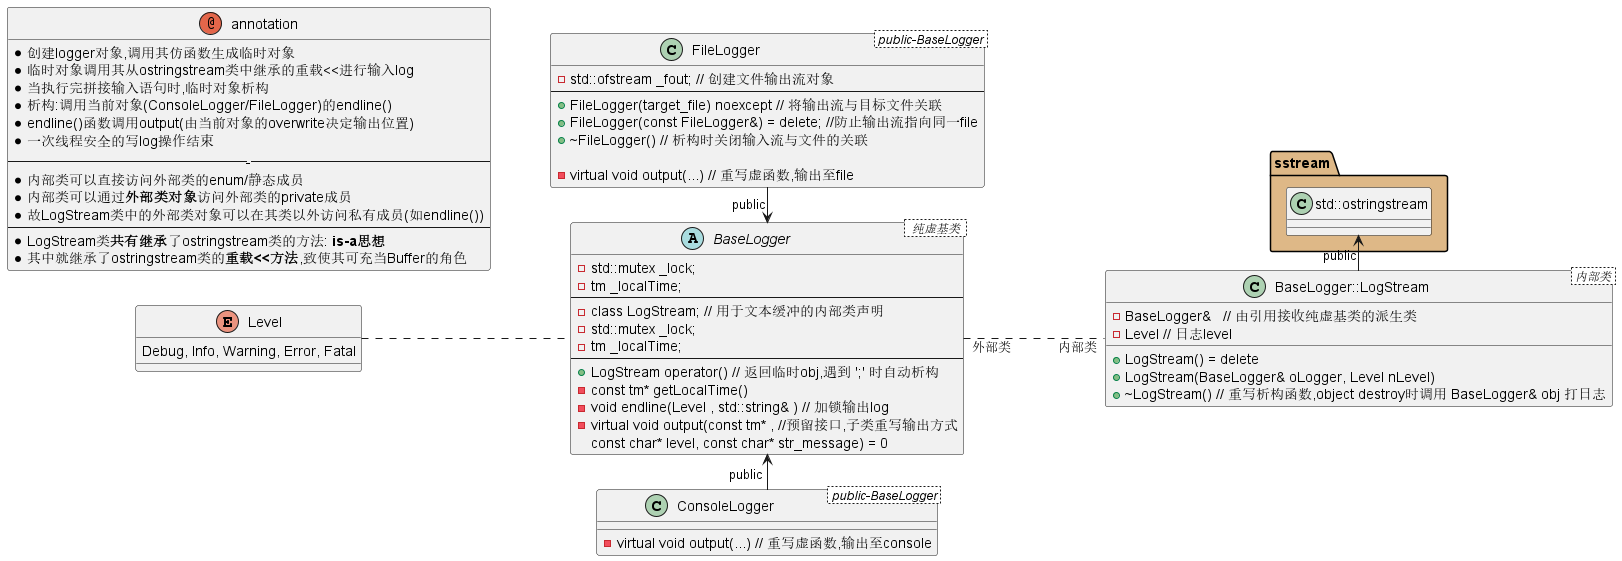 annotation
创建logger对象,调用其仿函数生成临时对象
临时对象调用其从ostringstream类中继承的重载<<进行输入log
当执行完拼接输入语句时,临时对象析构
析构:调用当前对象(ConsoleLogger/FileLogger)的endline()
endline()函数调用output(由当前对象的overwrite决定输出位置)
一次线程安全的写log操作结束
-
内部类可以直接访问外部类的enum/静态成员
内部类可以通过外部类对象访问外部类的private成员
故LogStream类中的外部类对象可以在其类以外访问私有成员(如endline())
LogStream类共有继承了ostringstream类的方法: is-a思想
其中就继承了ostringstream类的重载<<方法,致使其可充当Buffer的角色
Level
Debug, Info, Warning, Error, Fatal
FileLogger
public-BaseLogger
std::ofstream _fout; // 创建文件输出流对象
FileLogger(target_file) noexcept // 将输出流与目标文件关联
FileLogger(const FileLogger&) = delete; //防止输出流指向同一file
~FileLogger() // 析构时关闭输入流与文件的关联
virtual void output(...) // 重写虚函数,输出至file
public
BaseLogger
纯虚基类
std::mutex _lock;
tm _localTime;
class LogStream; // 用于文本缓冲的内部类声明
std::mutex _lock;
tm _localTime;
LogStream operator() // 返回临时obj,遇到 ';' 时自动析构
const tm* getLocalTime()
void endline(Level , std::string& ) // 加锁输出log
virtual void output(const tm* , //预留接口,子类重写输出方式
const char* level, const char* str_message) = 0
public
ConsoleLogger
public-BaseLogger
virtual void output(...) // 重写虚函数,输出至console
外部类
内部类
sstream
std::ostringstream
public
BaseLogger::LogStream
内部类
BaseLogger& // 由引用接收纯虚基类的派生类
Level // 日志level
LogStream() = delete
LogStream(BaseLogger& oLogger, Level nLevel)
~LogStream() // 重写析构函数,object destroy时调用 BaseLogger& obj 打日志